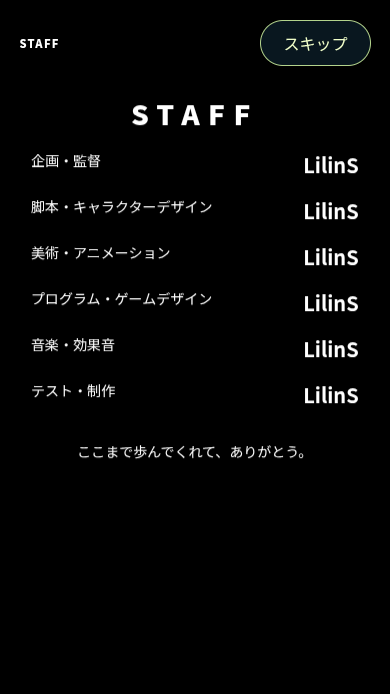 STAFF
スキップ
STAFF
企画・監督 LilinS
脚本・キャラクターデザイン LilinS
美術・アニメーション LilinS
プログラム・ゲームデザイン LilinS
音楽・効果音 LilinS
テスト・制作 LilinS
ここまで歩んでくれて、ありがとう。